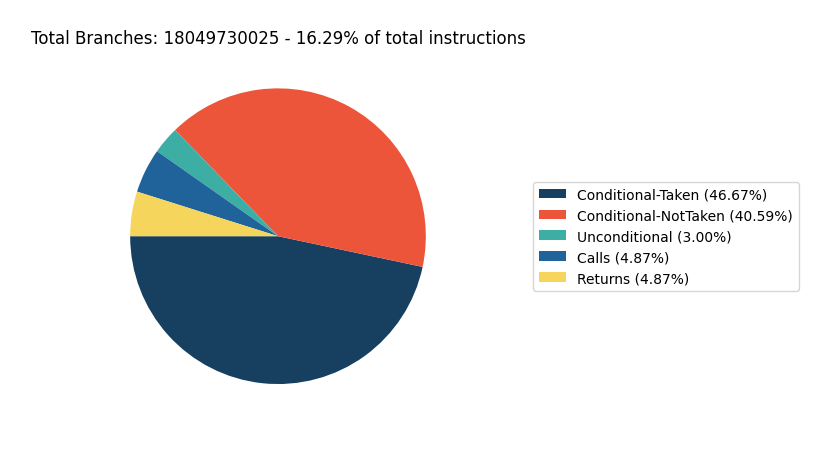 Total Branches: 18049730025 - 16.29% of total instructions
Conditional-Taken (46.67%)
Conditional-NotTaken (40.59%)
Unconditional (3.00%)
Calls (4.87%)
Returns (4.87%)